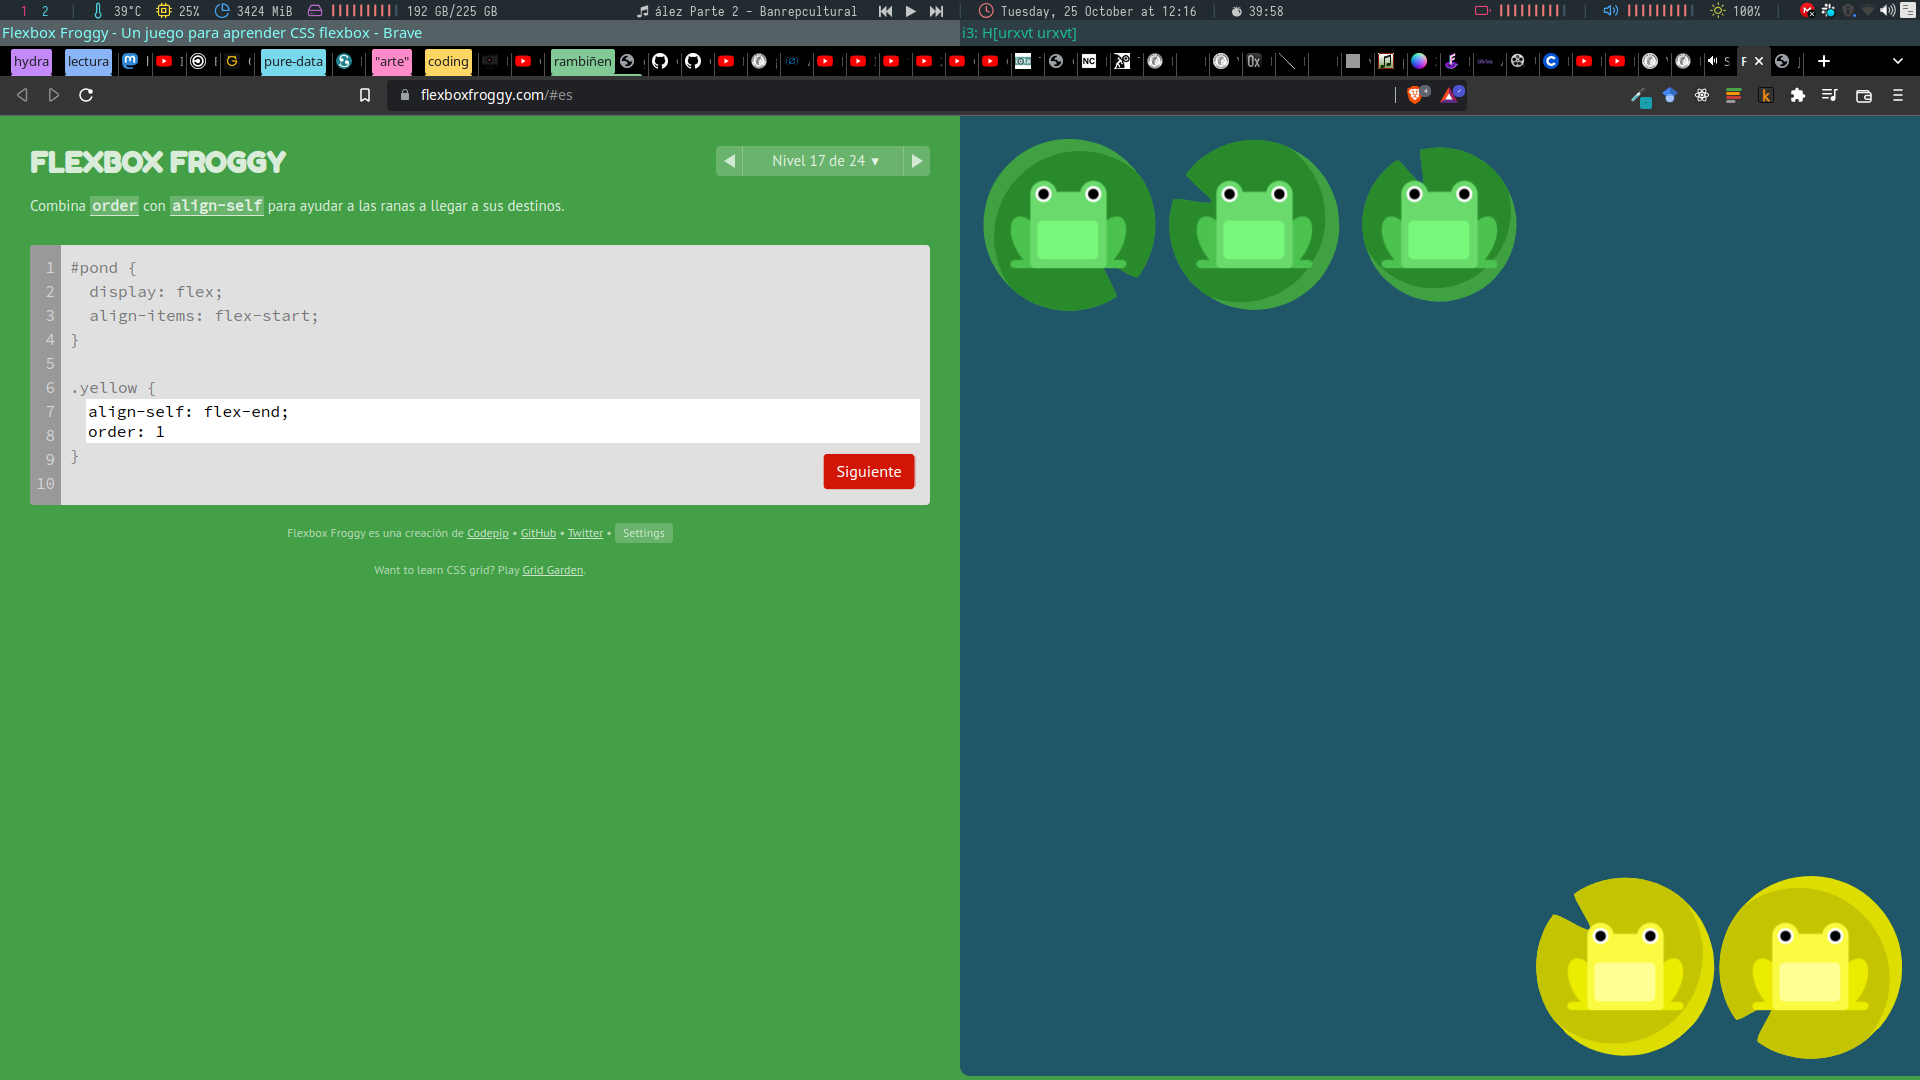 1 2 39°C 25% 3424 MiB 192 GB/225 GB ález Parte 2 - Banrepcultural Tuesday, 25 October at 12:16 39:58 100%
Flexbox Froggy - Un juego para aprender CSS flexbox - Brave
i3: H[urxvt urxvt]
hydra lectura pure-data "arte" coding rambiñen
flexboxfroggy.com/#es
FLEXBOX FROGGY
Nivel 17 de 24 ▾
Combina order con align-self para ayudar a las ranas a llegar a sus destinos.
1 #pond {
2 display: flex;
3 align-items: flex-start;
4 }
5
6 .yellow {
7 align-self: flex-end;
8 order: 1
9 }
10
Siguiente
Flexbox Froggy es una creación de Codepip • GitHub • Twitter • Settings
Want to learn CSS grid? Play Grid Garden.